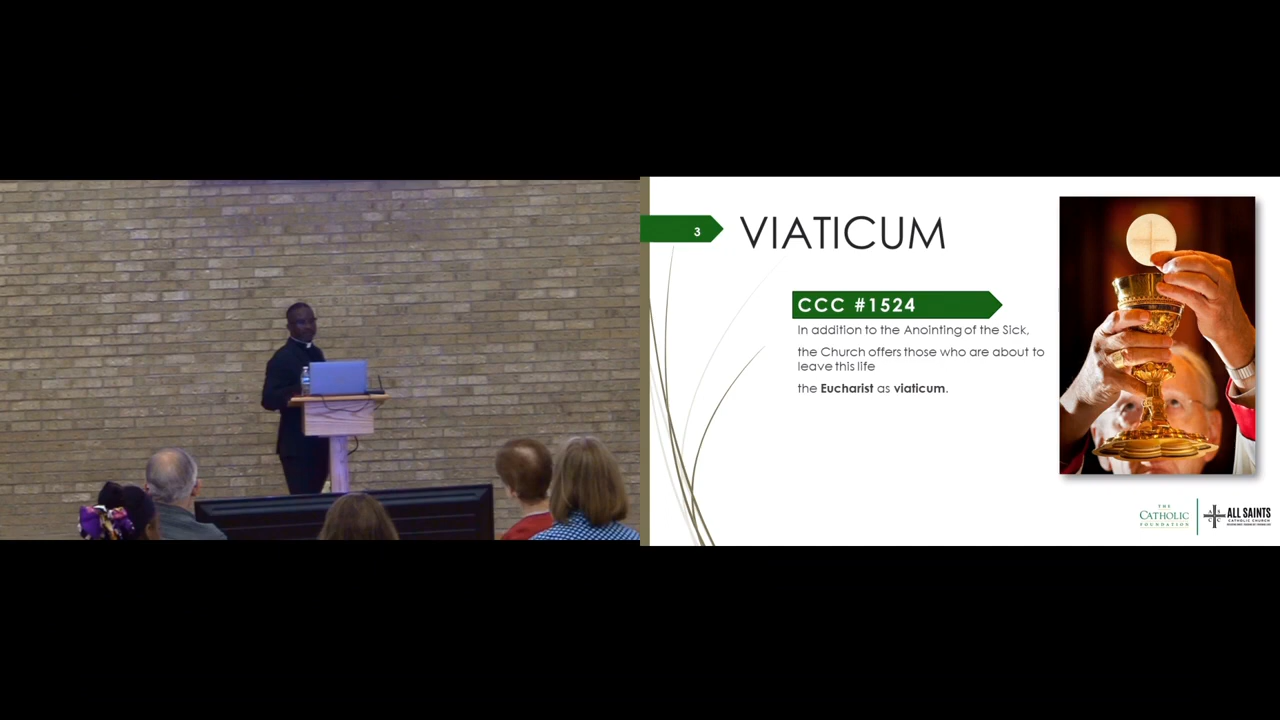 3
VIATICUM
CCC #1524
In addition to the Anointing of the Sick,
the Church offers those who are about to
leave this life
the Eucharist as viaticum.
THE
CATHOLIC
FOUNDATION
ALL SAINTS
CATHOLIC CHURCH